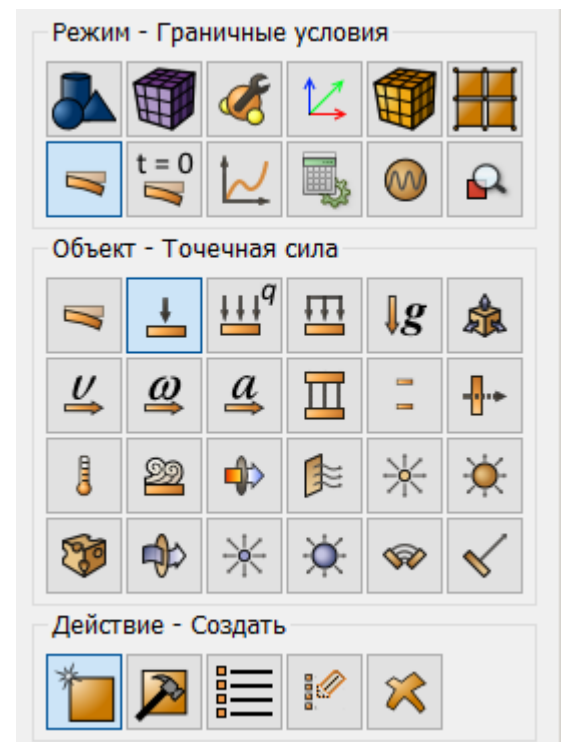 Режим - Граничные условия
t = 0
Объект - Точечная сила
q
g
υ ω a
Действие - Создать